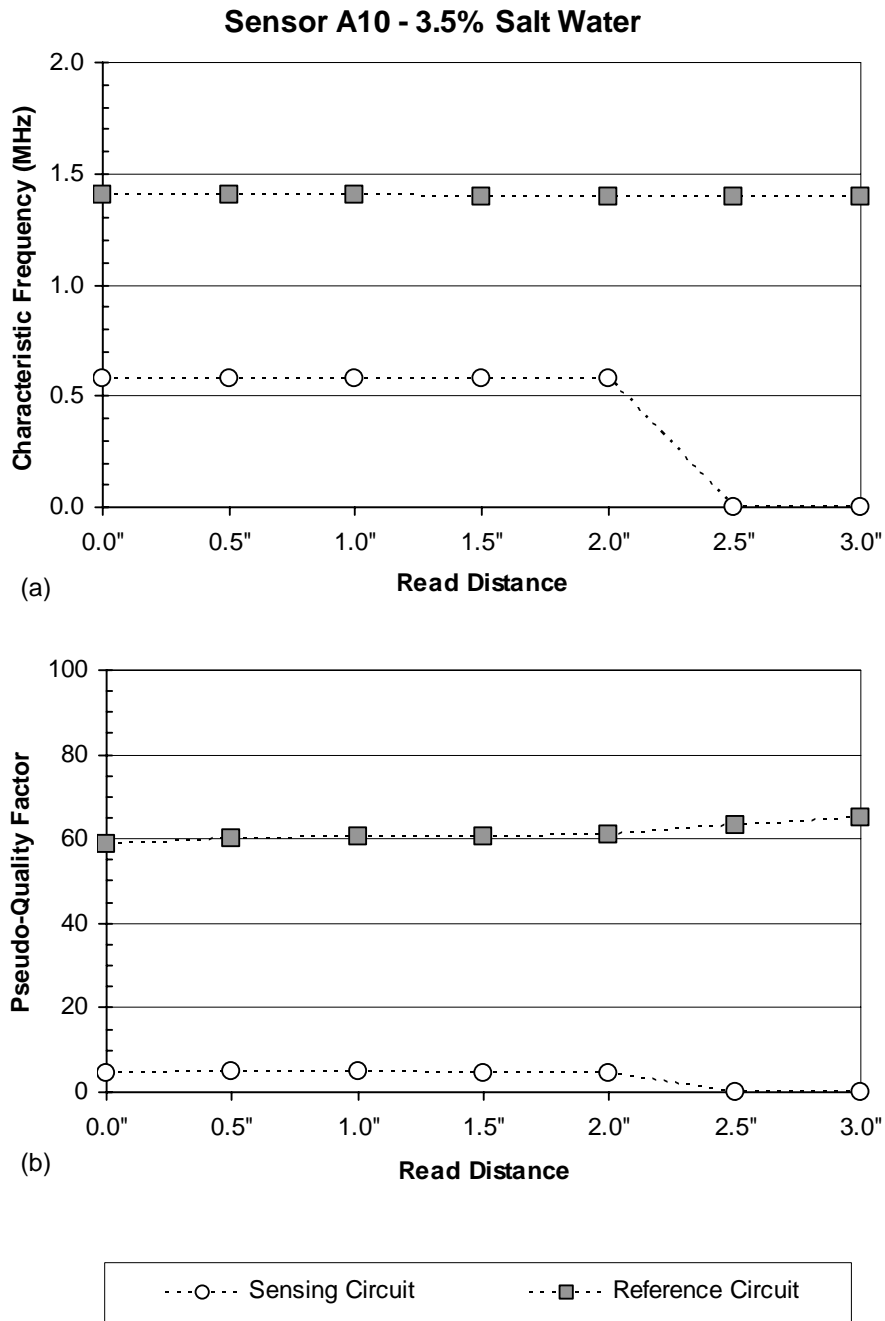 Sensor A10 - 3.5% Salt Water
2.0
1.5
1.0
0.5
0.0
Characteristic Frequency (MHz)
0.0" 0.5" 1.0" 1.5" 2.0" 2.5" 3.0"
Read Distance
(a)
100
80
60
40
20
0
Pseudo-Quality Factor
0.0" 0.5" 1.0" 1.5" 2.0" 2.5" 3.0"
Read Distance
(b)
Sensing Circuit Reference Circuit